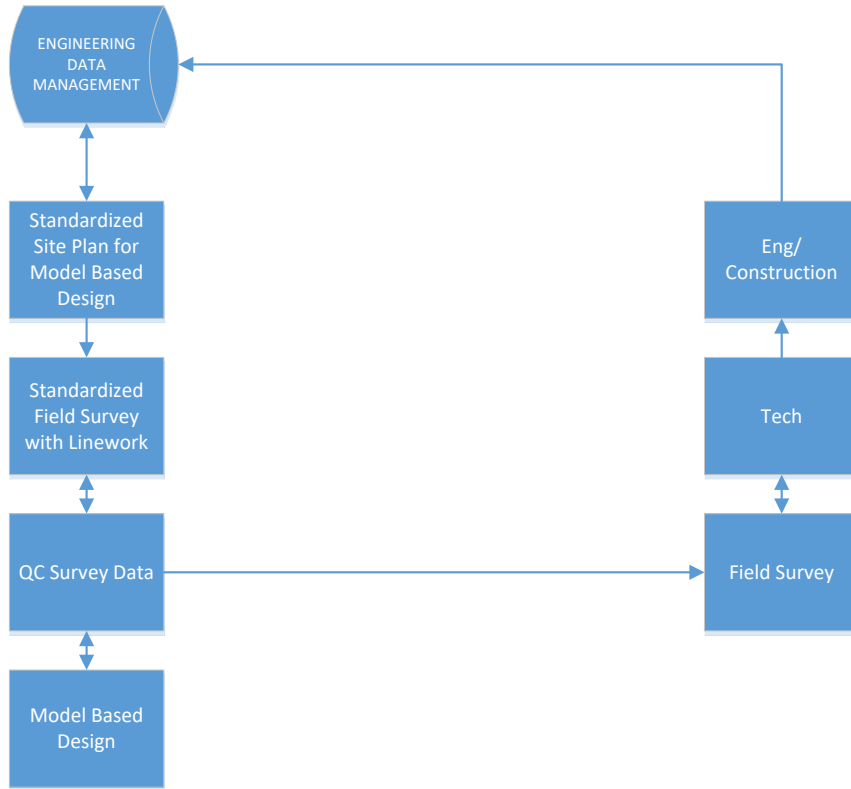 ENGINEERING
DATA
MANAGEMENT
Standardized
Site Plan for
Model Based
Design
Eng/
Construction
Standardized
Field Survey
with Linework
Tech
QC Survey Data
Field Survey
Model Based
Design